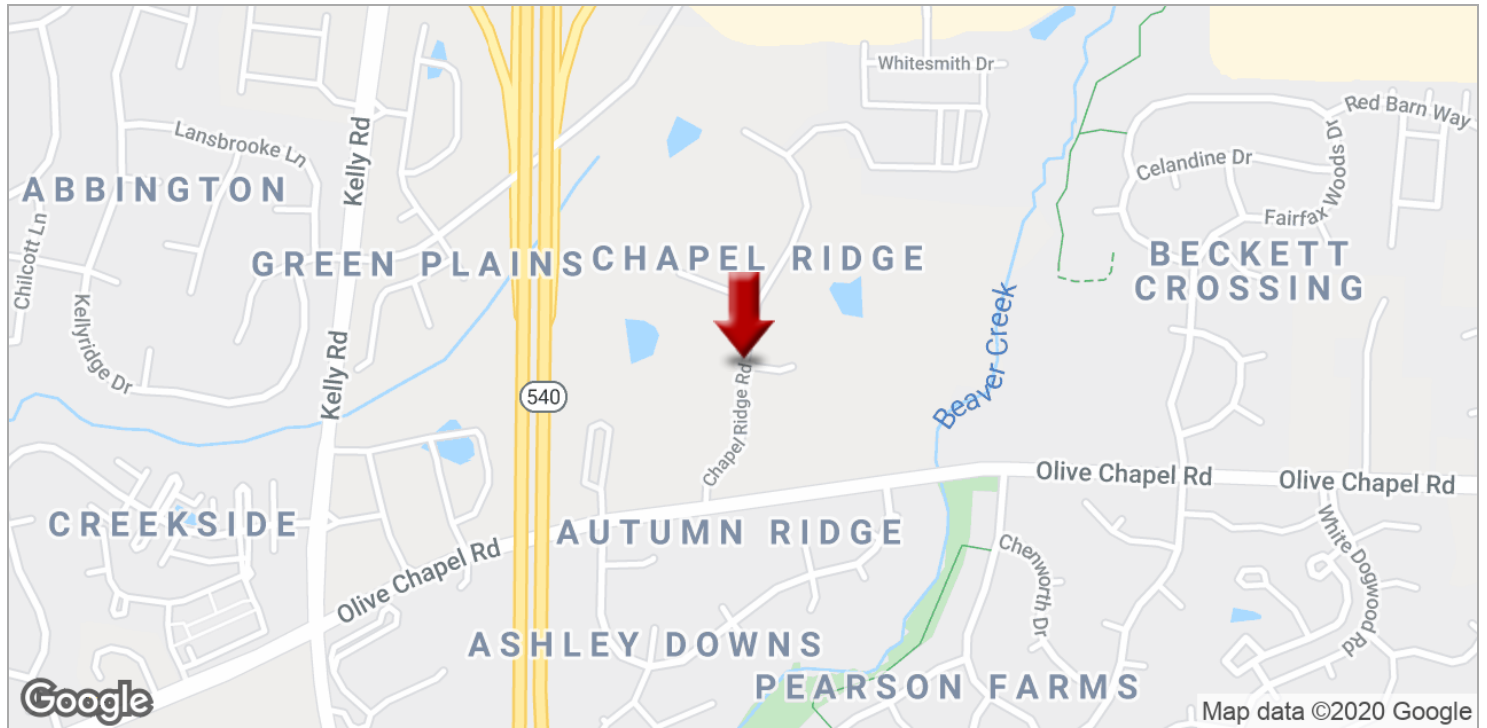 Whitesmith Dr
Red Barn Way
Lansbrooke Ln
Kelly Rd
Celandine Dr
Fairfax Woods Dr
ABBINGTON
Chilcott Ln
GREEN PLAINS
CHAPEL RIDGE
BECKETT
CROSSING
Kellyridge Dr
Kelly Rd
540
Beaver Creek
Chapel Ridge Rd
Olive Chapel Rd
Olive Chapel Rd
CREEKSIDE
AUTUMN RIDGE
Olive Chapel Rd
Chenworth Dr
White Dogwood Rd
ASHLEY DOWNS
PEARSON FARMS
Google
Map data ©2020 Google